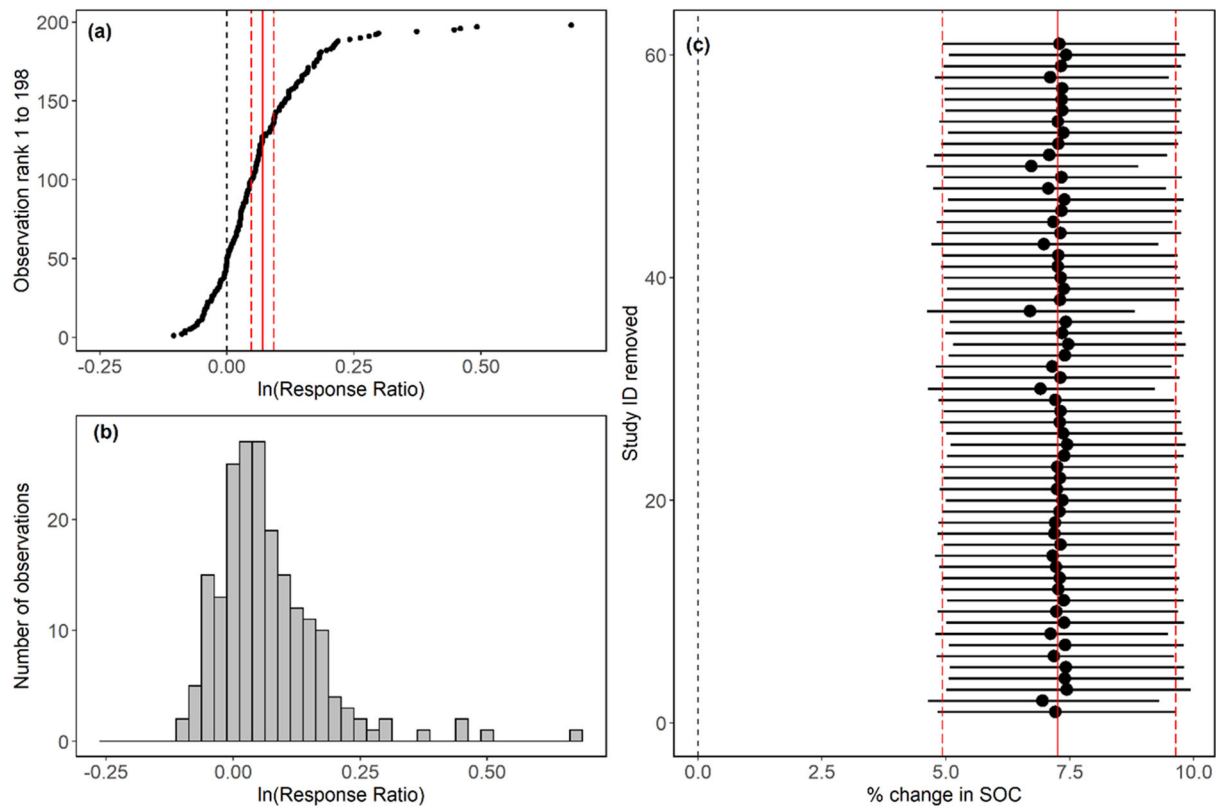 (a)
Observation rank 1 to 198
200
150
100
50
0
-0.25
0.00
0.25
0.50
ln(Response Ratio)
(b)
Number of observations
20
10
0
-0.25
0.00
0.25
0.50
ln(Response Ratio)
(c)
Study ID removed
60
40
20
0
0.0
2.5
5.0
7.5
10.0
% change in SOC